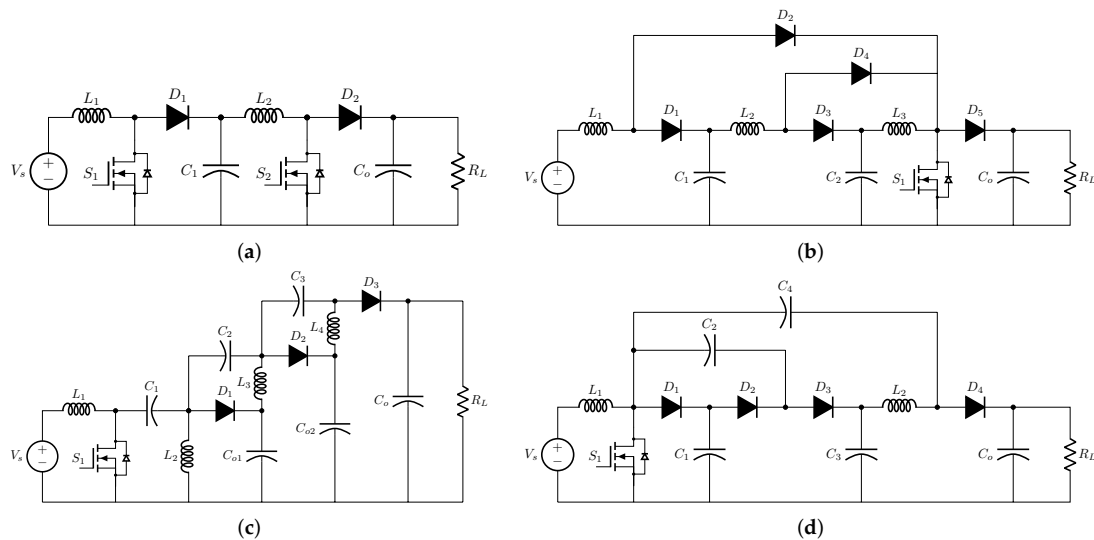 L1 D1 L2 D2
Vs + − S1 C1 S2 Co RL
(a)
D2
D4
L1 D1 L2 D3 L3 D5
Vs + − C1 C2 S1 Co RL
(b)
C3 D3
C2 L4
D2
L1 C1 D1 L3 Co RL
Vs + − S1 L2 Co1 Co2
(c)
C4
C2
L1 D1 D2 D3 L2 D4
Vs + − S1 C1 C3 Co RL
(d)